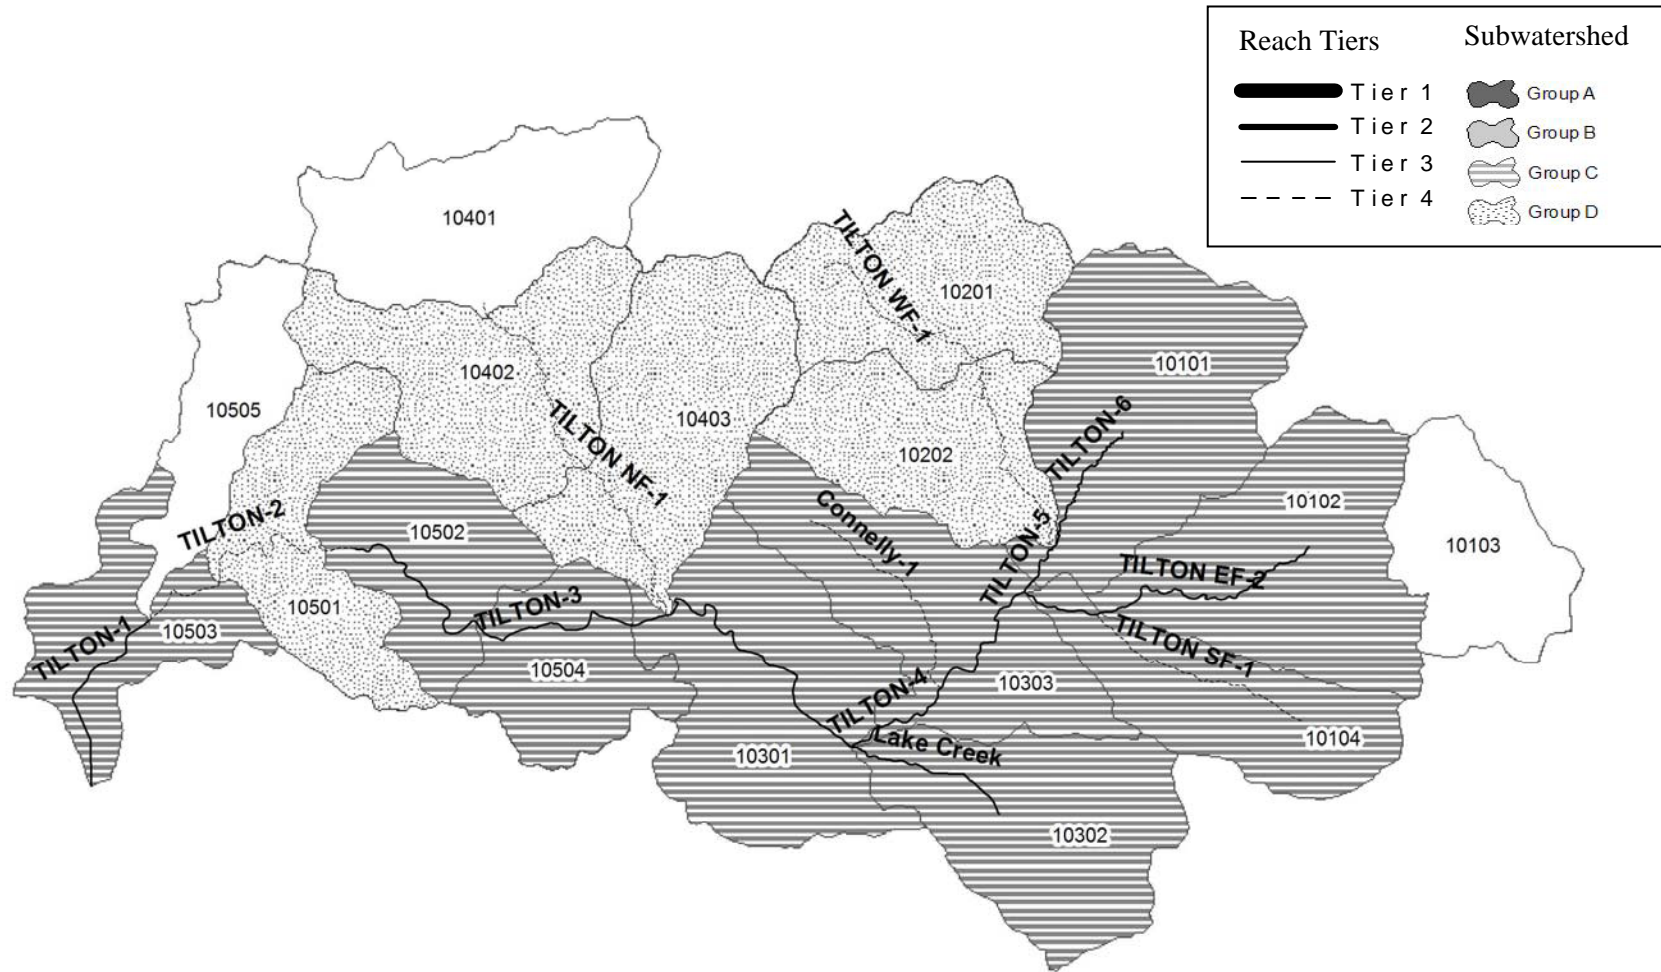 Reach Tiers
Subwatershed
Tier 1
Tier 2
Tier 3
Tier 4
Group A
Group B
Group C
Group D
10401
TILTON WF-1
10201
10101
10505
10402
10403
TILTON-6
TILTON NF-1
10202
TILTON-2
10502
Connelly-1
TILTON-5
10102
10103
TILTON EF-2
10501
TILTON-3
TILTON-1
10503
TILTON SF-1
10504
TILTON-4
10303
Lake Creek
10104
10301
10302